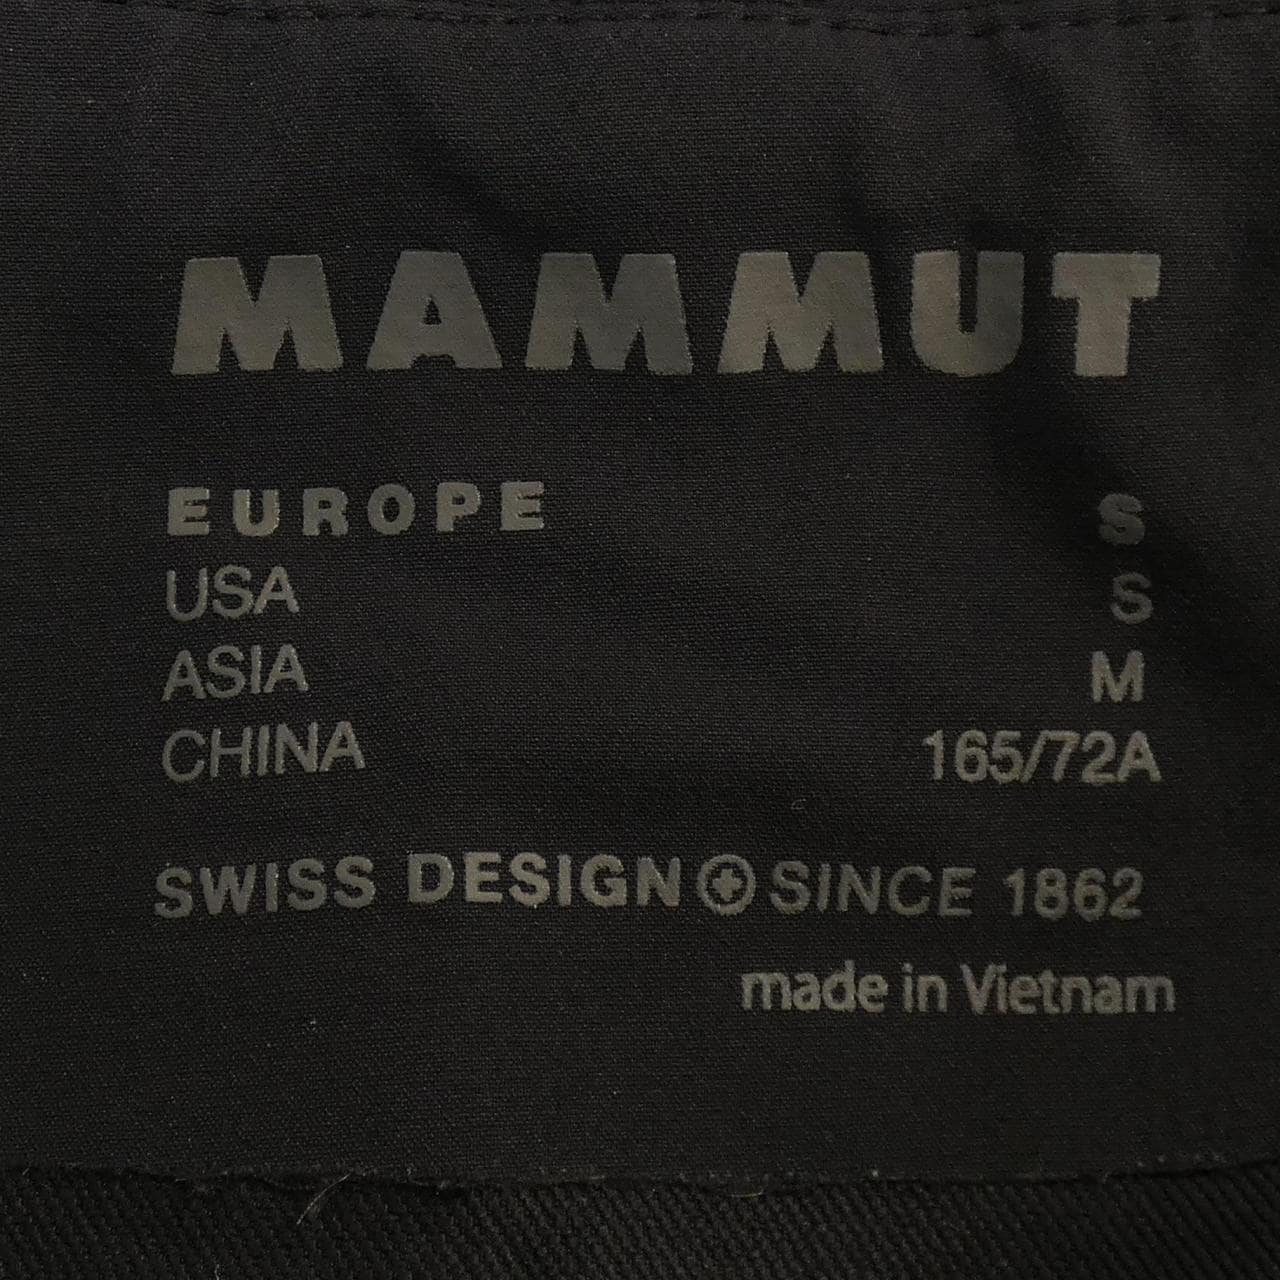 MAMMUT
EUROPE S
USA S
ASIA M
CHINA 165/72A
SWISS DESIGN SINCE 1862
made in Vietnam